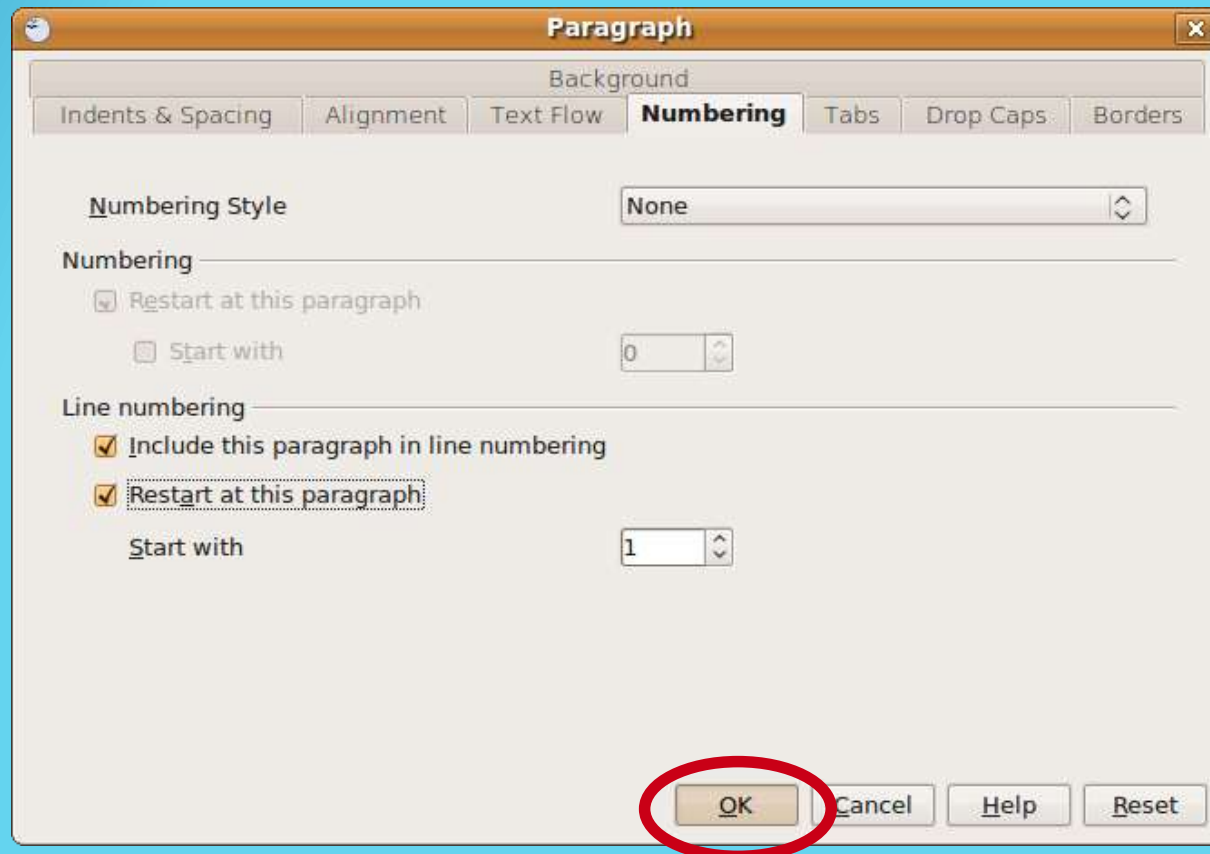 Paragraph
Background
Indents & Spacing Alignment Text Flow Numbering Tabs Drop Caps Borders
Numbering Style None
Numbering
Restart at this paragraph
Start with 0
Line numbering
Include this paragraph in line numbering
Restart at this paragraph
Start with 1
OK Cancel Help Reset